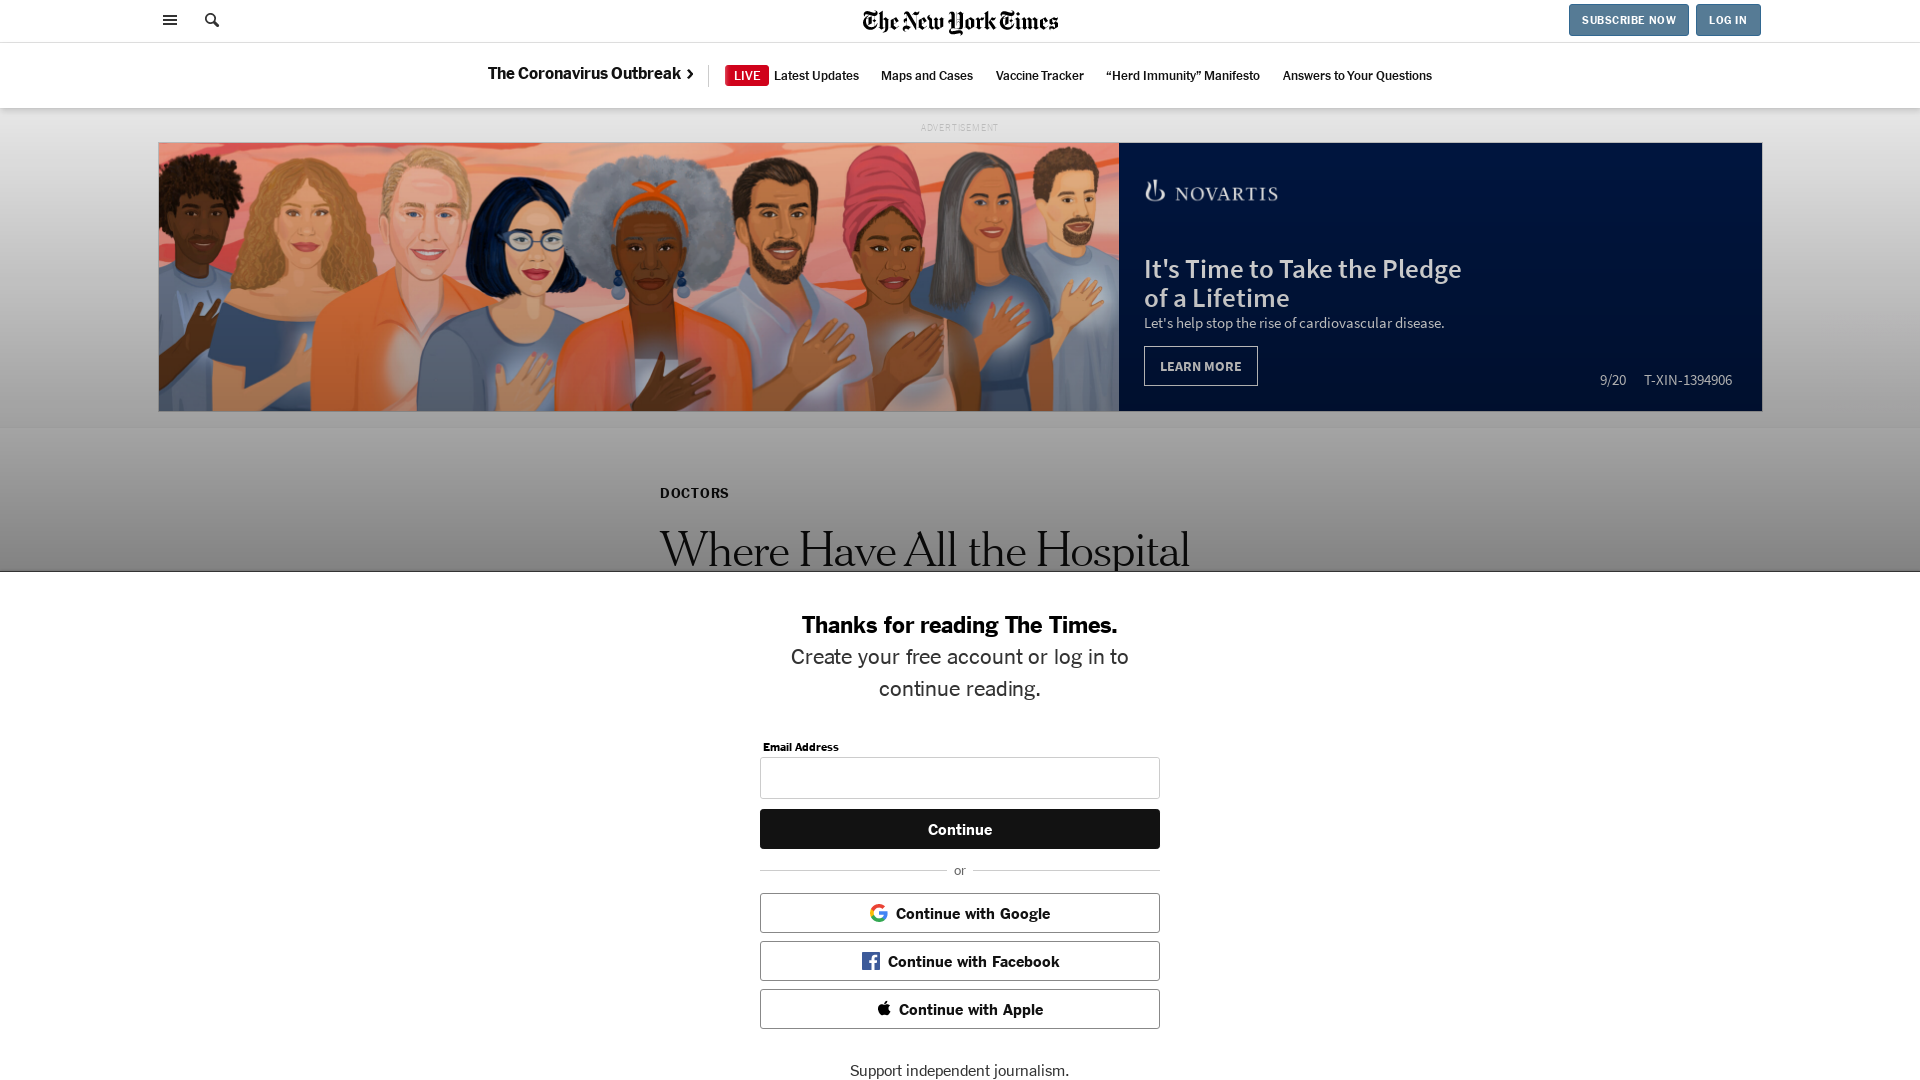 The New York Times
SUBSCRIBE NOW
LOG IN
The Coronavirus Outbreak
LIVE Latest Updates
Maps and Cases
Vaccine Tracker
“Herd Immunity” Manifesto
Answers to Your Questions
ADVERTISEMENT
NOVARTIS
It's Time to Take the Pledge
of a Lifetime
Let's help stop the rise of cardiovascular disease.
LEARN MORE
9/20 T-XIN-1394906
DOCTORS
Where Have All the Hospital
Thanks for reading The Times.
Create your free account or log in to
continue reading.
Email Address
Continue
or
Continue with Google
Continue with Facebook
Continue with Apple
Support independent journalism.